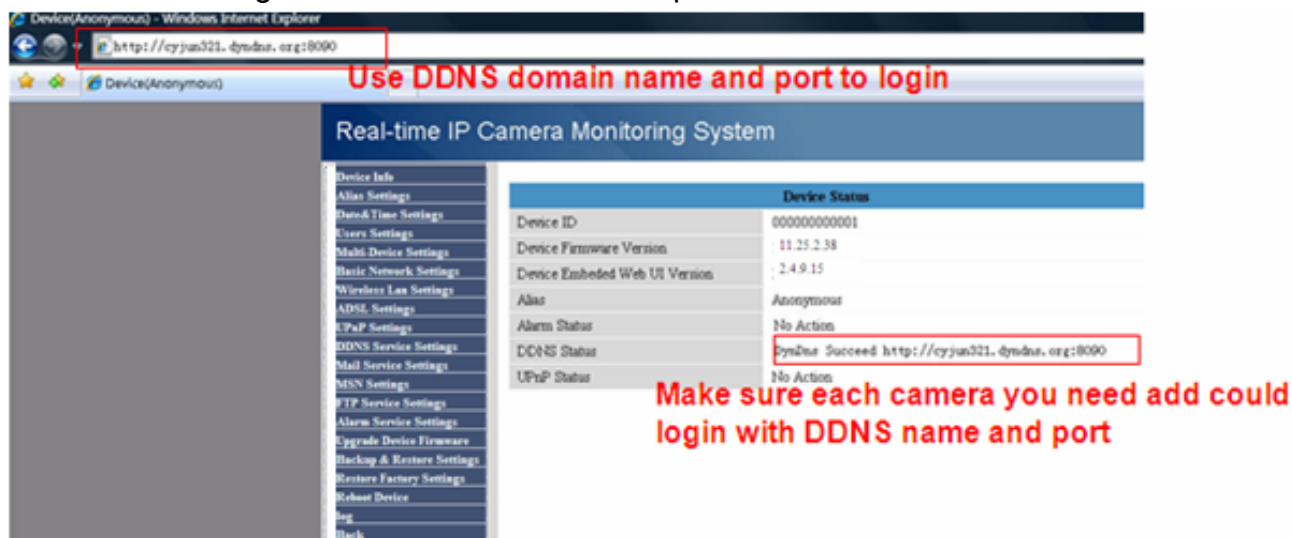 Device(Anonymous) - Windows Internet Explorer
http://cyjun321.dyndns.org:8090
Use DDNS domain name and port to login
Device(Anonymous)
Real-time IP Camera Monitoring System
Device Info
Alias Settings
Date&Time Settings
Users Settings
Multi-Device Settings
Basic Network Settings
Wireless Lan Settings
ADSL Settings
UPnP Settings
DDNS Service Settings
Mail Service Settings
MSN Settings
FTP Service Settings
Alarm Service Settings
Upgrade Device Firmware
Backup & Restore Settings
Restore Factory Settings
Reboot Device
log
Back
Device Status
Device ID 000000000001
Device Firmware Version : 11.25.2.38
Device Embeded Web UI Version : 2.4.9.15
Alias Anonymous
Alarm Status No Action
DDNS Status DynDns Succeed http://cyjun321.dyndns.org:8090
UPnP Status No Action
Make sure each camera you need add could
login with DDNS name and port